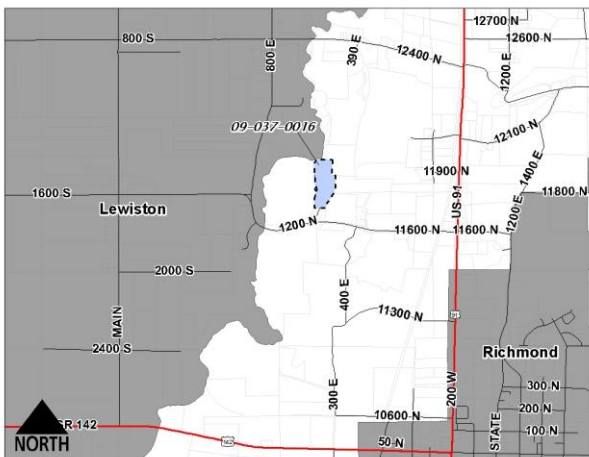 12700 N
800 S
800 E
390 E
12400 N
12600 N
1200 E
09-037-0016
12100 N
11900 N
US 91
1400 E
11800 N
1600 S
Lewiston
1200 N
11600 N
11600 N
1200 E
2000 S
400 E
MAIN
11300 N
91
2400 S
Richmond
300 E
200 W
300 N
200 N
10600 N
STATE
100 N
SR 142
142
50 N
NORTH